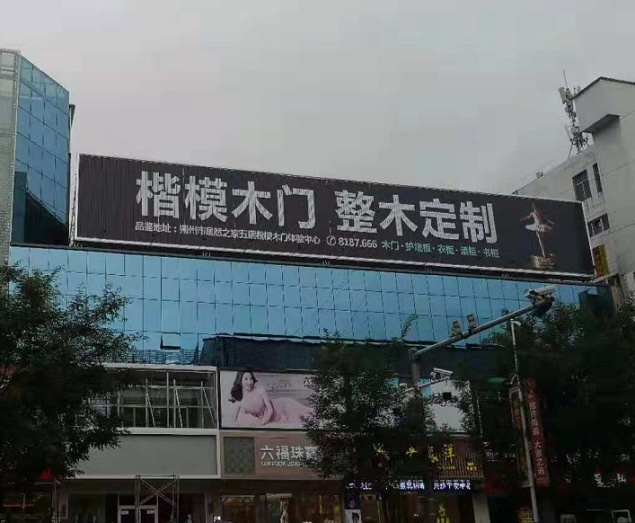 楷模木门 整木定制
品鉴地址：朔州市居然之家五店楷模木门体验中心 8187.666 木门·护墙板·衣柜·酒柜·书柜
六福珠宝